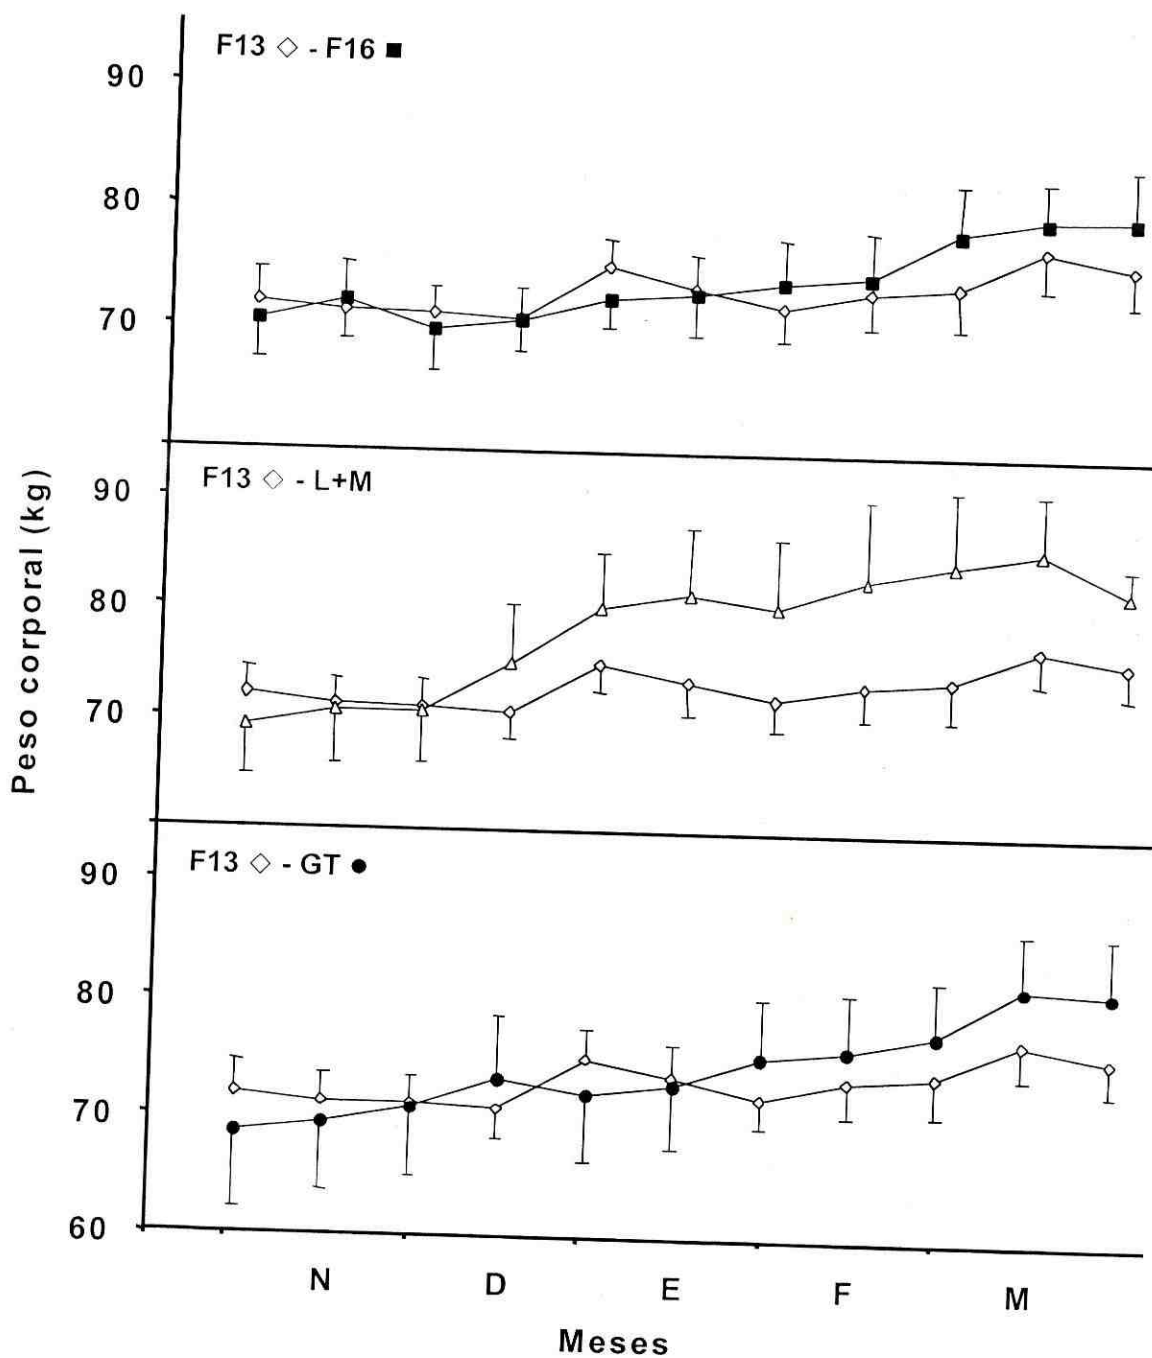 F13 ◇ - F16 ■
90
80
70
F13 ◇ - L+M
90
80
70
Peso corporal (kg)
F13 ◇ - GT ●
90
80
70
60
N D E F M
Meses